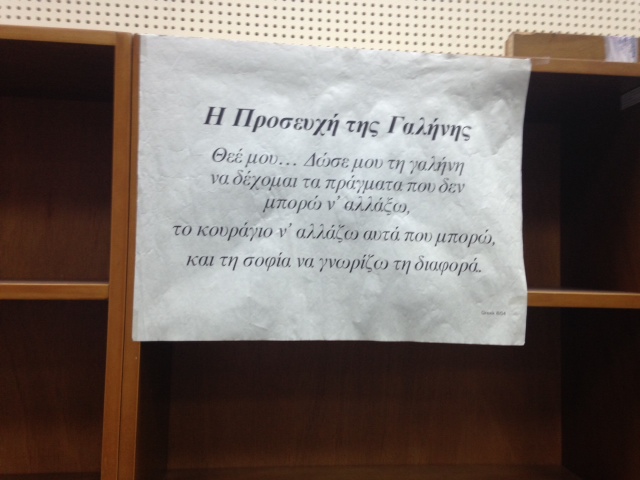 Η Προσευχή της Γαλήνης
Θεέ μου... Δώσε μου τη γαλήνη
να δέχομαι τα πράγματα που δεν
μπορώ ν' αλλάξω,
το κουράγιο ν' αλλάζω αυτά που μπορώ,
και τη σοφία να γνωρίζω τη διαφορά.